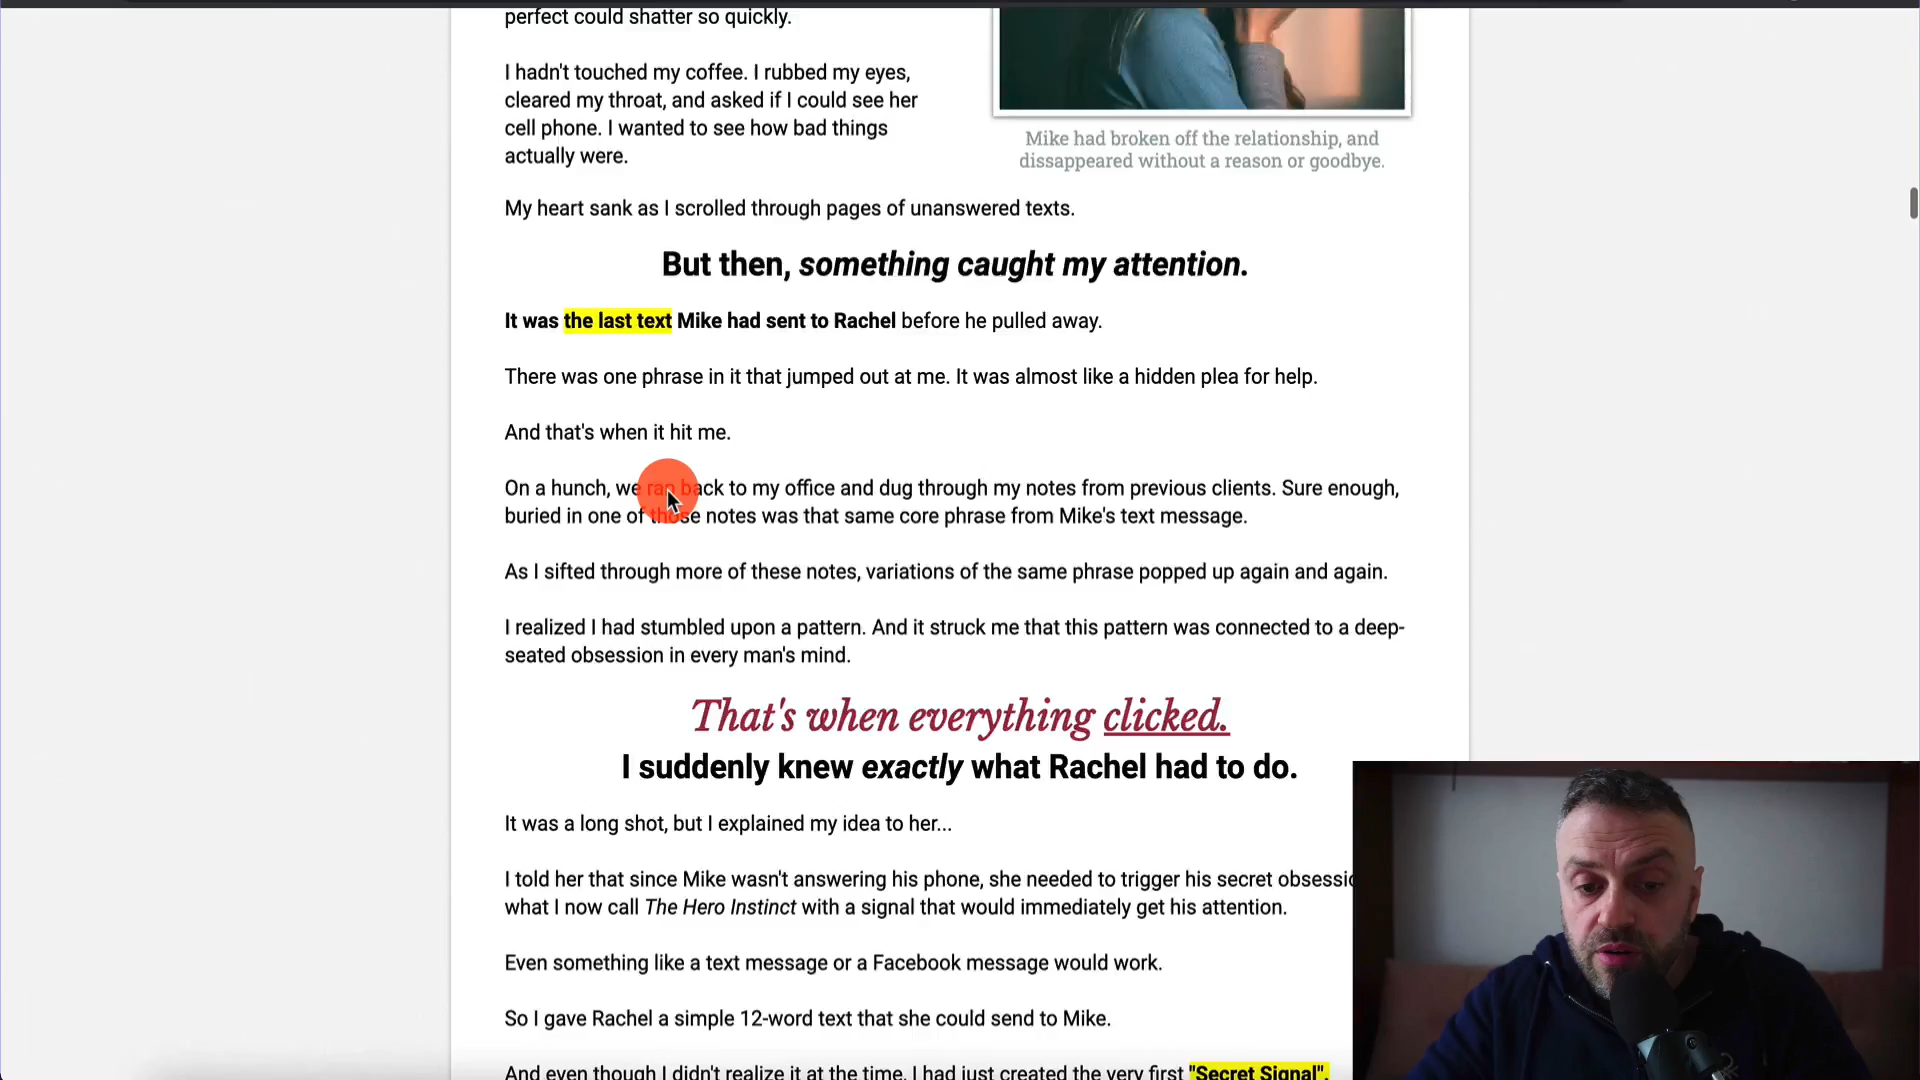 perfect could shatter so quickly.
I hadn't touched my coffee. I rubbed my eyes,
cleared my throat, and asked if I could see her
cell phone. I wanted to see how bad things
actually were.
Mike had broken off the relationship, and
dissappeared without a reason or goodbye.
My heart sank as I scrolled through pages of unanswered texts.
But then, something caught my attention.
It was the last text Mike had sent to Rachel before he pulled away.
There was one phrase in it that jumped out at me. It was almost like a hidden plea for help.
And that's when it hit me.
On a hunch, we ran back to my office and dug through my notes from previous clients. Sure enough,
buried in one of those notes was that same core phrase from Mike's text message.
As I sifted through more of these notes, variations of the same phrase popped up again and again.
I realized I had stumbled upon a pattern. And it struck me that this pattern was connected to a deep-
seated obsession in every man's mind.
That's when everything clicked.
I suddenly knew exactly what Rachel had to do.
It was a long shot, but I explained my idea to her...
I told her that since Mike wasn't answering his phone, she needed to trigger his secret obsessio
what I now call The Hero Instinct with a signal that would immediately get his attention.
Even something like a text message or a Facebook message would work.
So I gave Rachel a simple 12-word text that she could send to Mike.
And even though I didn't realize it at the time, I had just created the very first "Secret Signal".